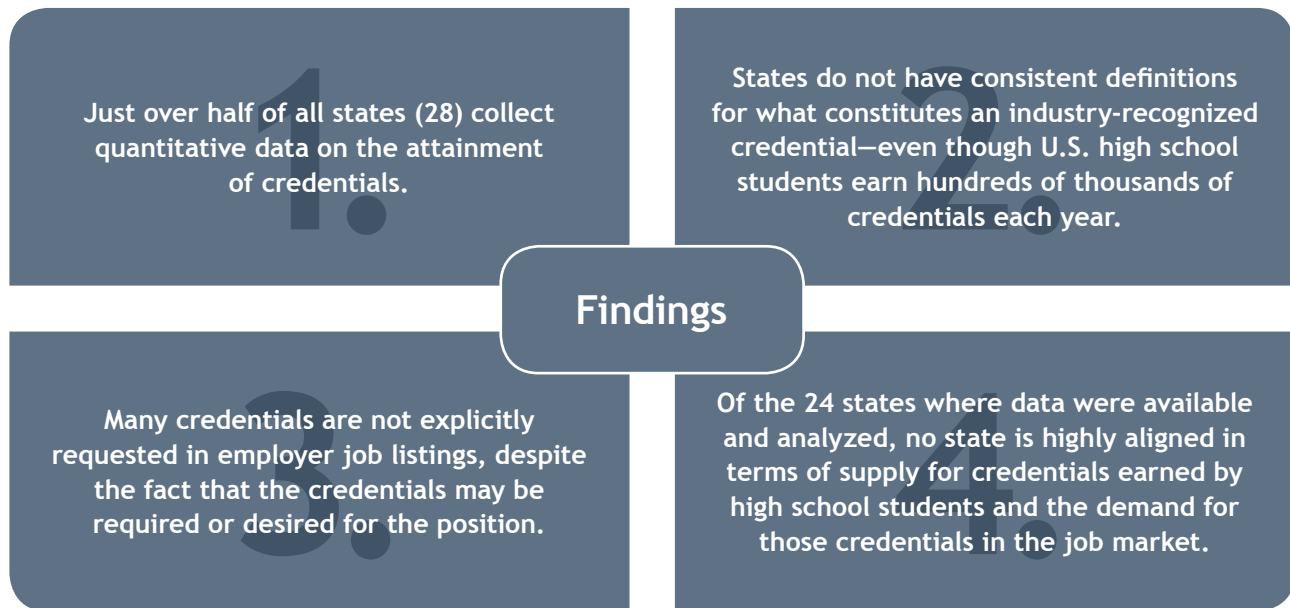 1.
Just over half of all states (28) collect
quantitative data on the attainment
of credentials.
2.
States do not have consistent definitions
for what constitutes an industry-recognized
credential—even though U.S. high school
students earn hundreds of thousands of
credentials each year.
Findings
3.
Many credentials are not explicitly
requested in employer job listings, despite
the fact that the credentials may be
required or desired for the position.
4.
Of the 24 states where data were available
and analyzed, no state is highly aligned in
terms of supply for credentials earned by
high school students and the demand for
those credentials in the job market.